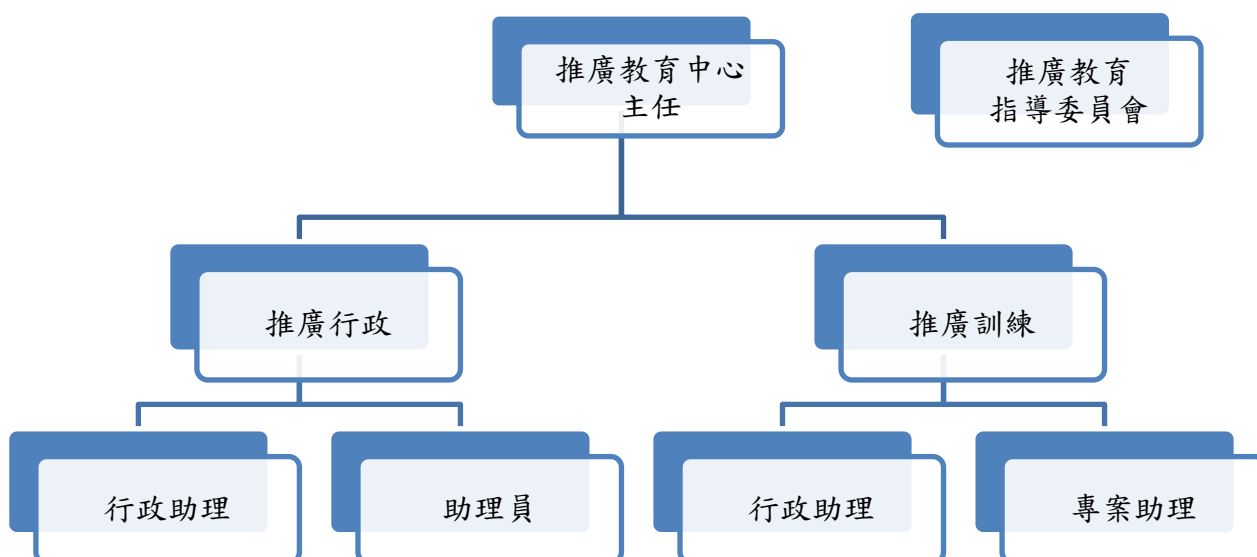 推廣教育中心
主任
推廣教育
指導委員會
推廣行政
推廣訓練
行政助理
助理員
行政助理
專案助理